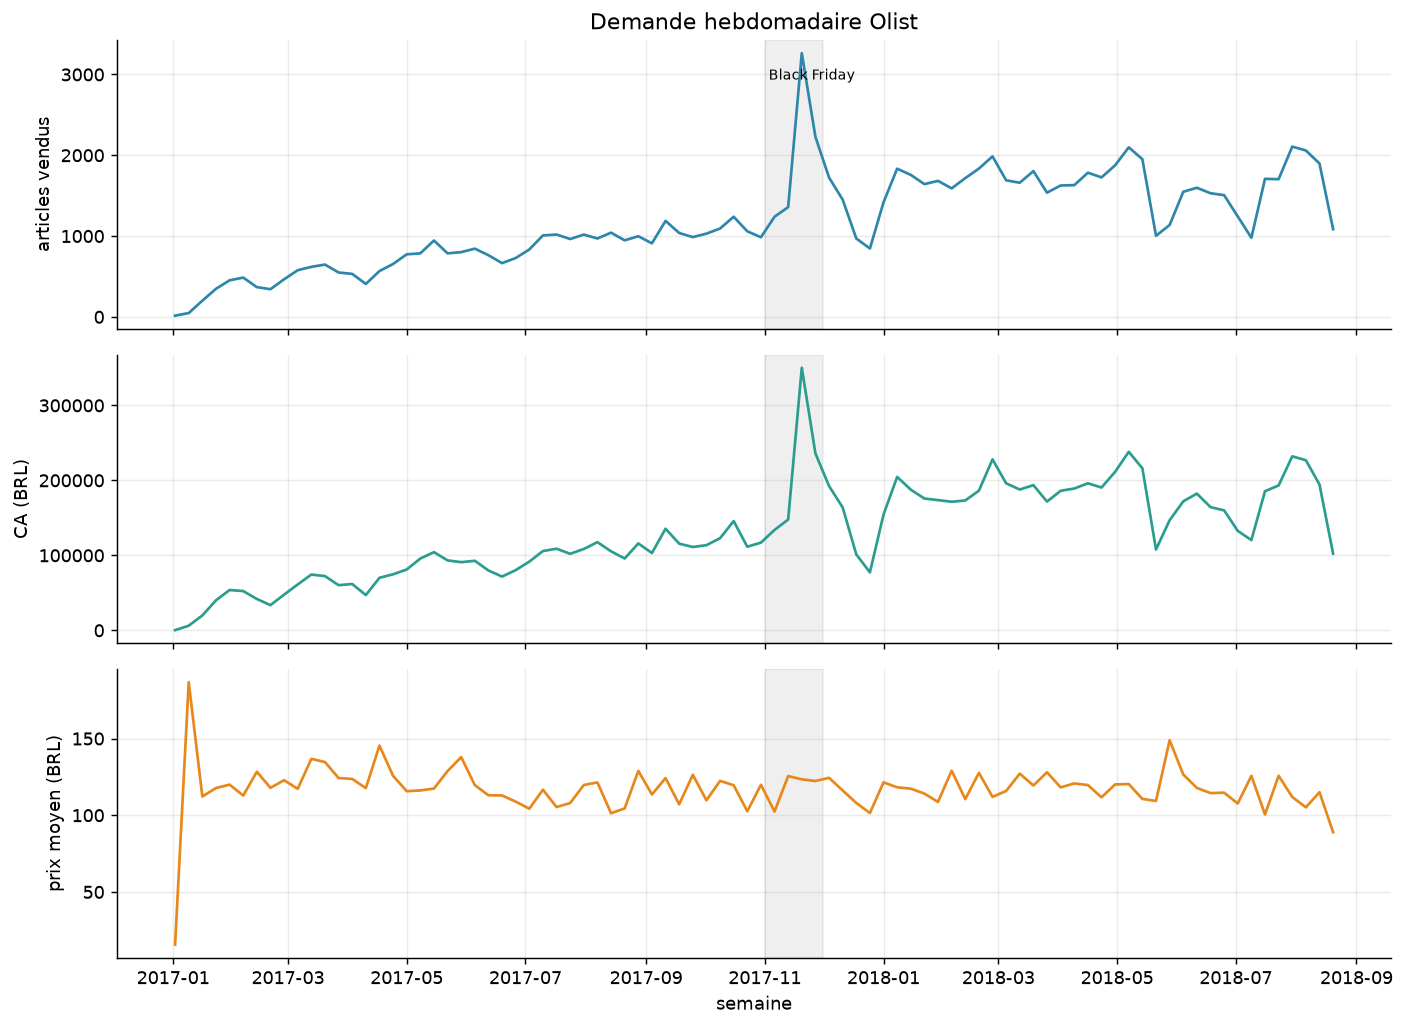 Demande hebdomadaire Olist
articles vendus
3000
2000
1000
0
Black Friday
CA (BRL)
300000
200000
100000
0
prix moyen (BRL)
150
100
50
2017-01 2017-03 2017-05 2017-07 2017-09 2017-11 2018-01 2018-03 2018-05 2018-07 2018-09
semaine